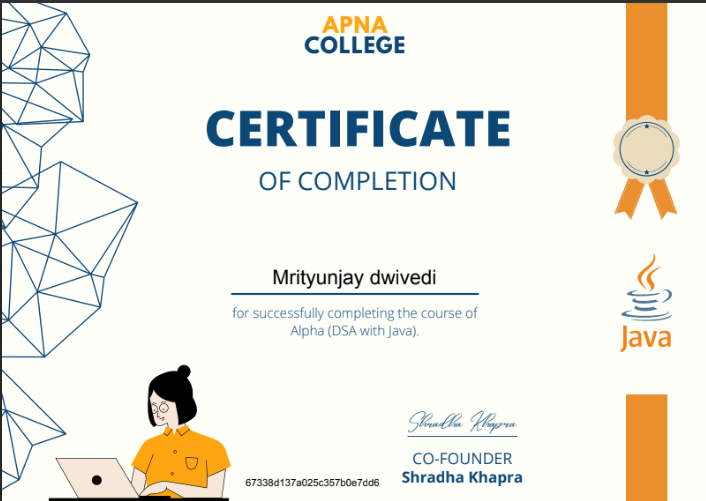 APNA
COLLEGE
CERTIFICATE
OF COMPLETION
Mrityunjay dwivedi
for successfully completing the course of
Alpha (DSA with Java).
Java
Shradha Khapra
CO-FOUNDER
Shradha Khapra
67338d137a025c357b0e7dd6